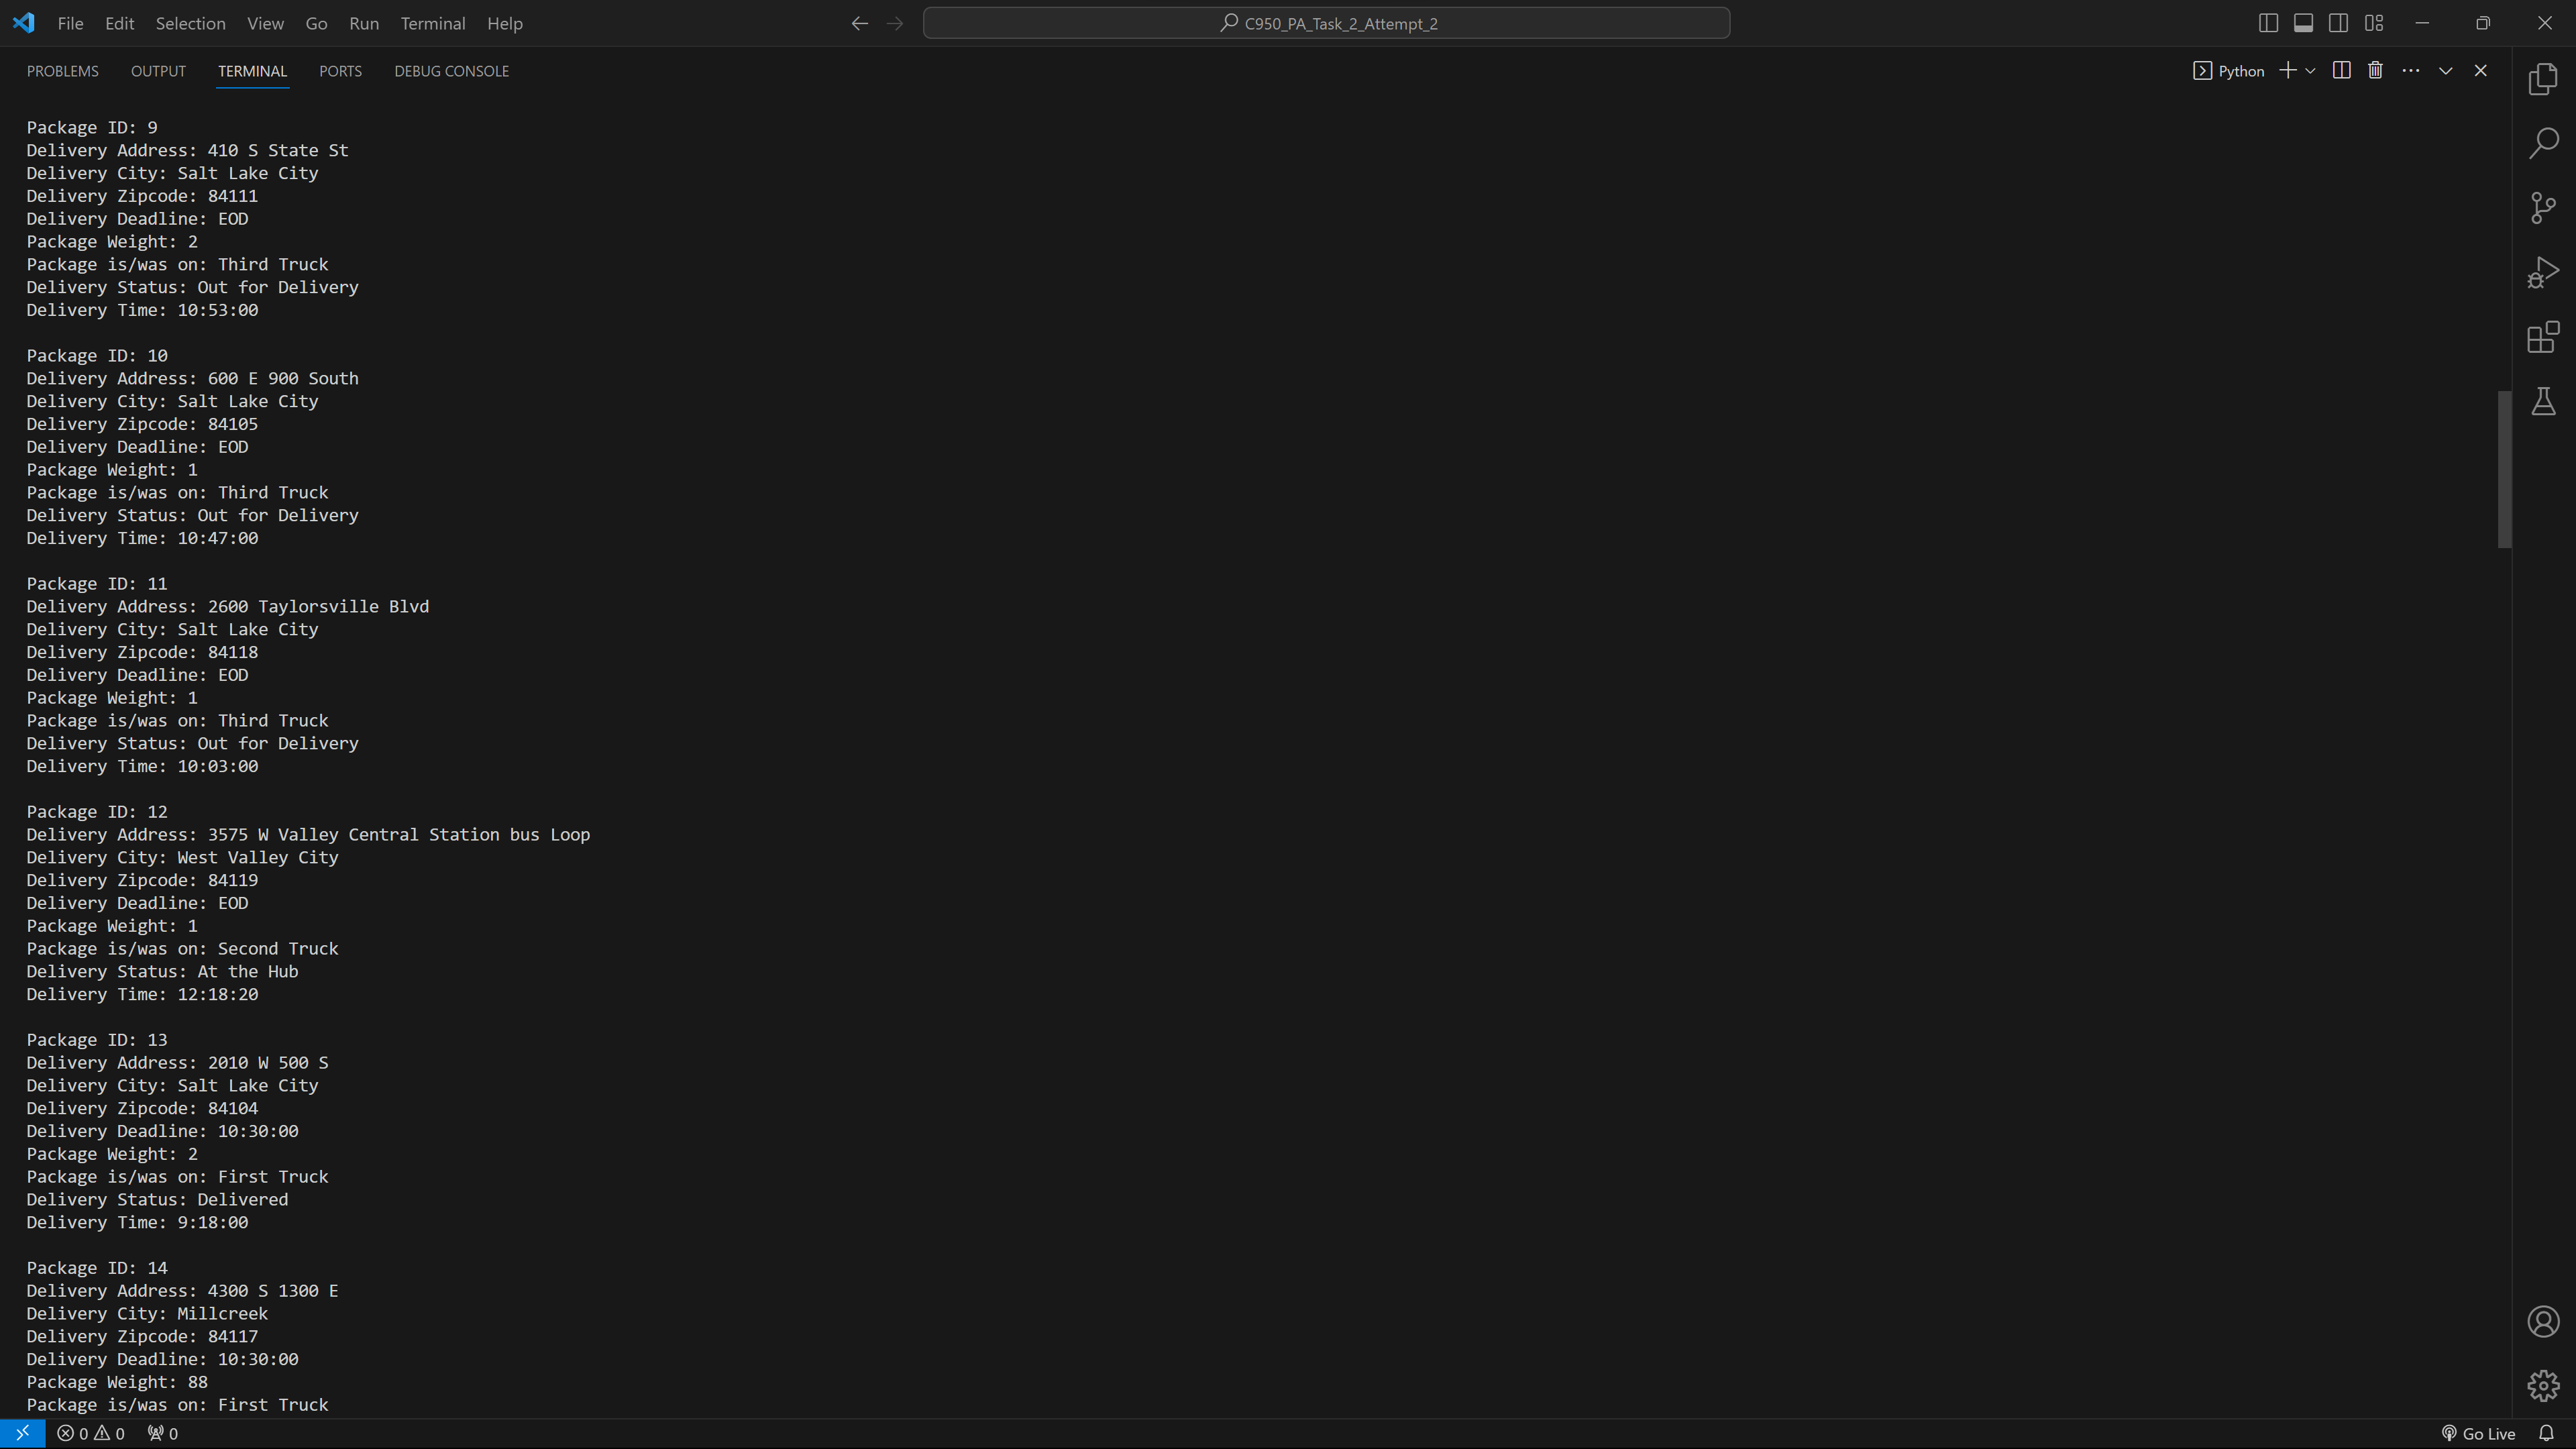 File Edit Selection View Go Run Terminal Help C950_PA_Task_2_Attempt_2
PROBLEMS OUTPUT TERMINAL PORTS DEBUG CONSOLE Python
Package ID: 9
Delivery Address: 410 S State St
Delivery City: Salt Lake City
Delivery Zipcode: 84111
Delivery Deadline: EOD
Package Weight: 2
Package is/was on: Third Truck
Delivery Status: Out for Delivery
Delivery Time: 10:53:00
Package ID: 10
Delivery Address: 600 E 900 South
Delivery City: Salt Lake City
Delivery Zipcode: 84105
Delivery Deadline: EOD
Package Weight: 1
Package is/was on: Third Truck
Delivery Status: Out for Delivery
Delivery Time: 10:47:00
Package ID: 11
Delivery Address: 2600 Taylorsville Blvd
Delivery City: Salt Lake City
Delivery Zipcode: 84118
Delivery Deadline: EOD
Package Weight: 1
Package is/was on: Third Truck
Delivery Status: Out for Delivery
Delivery Time: 10:03:00
Package ID: 12
Delivery Address: 3575 W Valley Central Station bus Loop
Delivery City: West Valley City
Delivery Zipcode: 84119
Delivery Deadline: EOD
Package Weight: 1
Package is/was on: Second Truck
Delivery Status: At the Hub
Delivery Time: 12:18:20
Package ID: 13
Delivery Address: 2010 W 500 S
Delivery City: Salt Lake City
Delivery Zipcode: 84104
Delivery Deadline: 10:30:00
Package Weight: 2
Package is/was on: First Truck
Delivery Status: Delivered
Delivery Time: 9:18:00
Package ID: 14
Delivery Address: 4300 S 1300 E
Delivery City: Millcreek
Delivery Zipcode: 84117
Delivery Deadline: 10:30:00
Package Weight: 88
Package is/was on: First Truck
0 0 0 Go Live